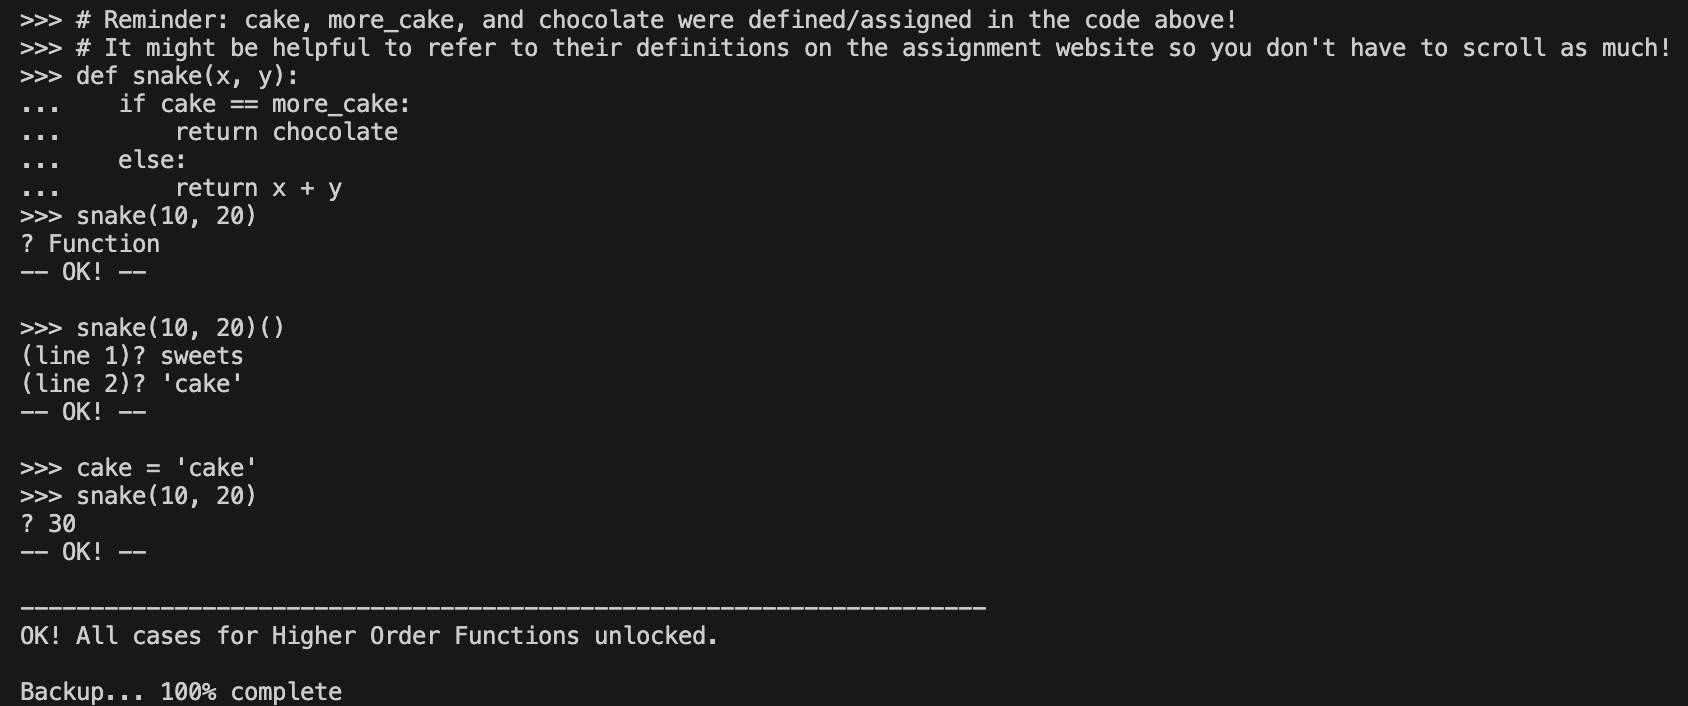 >>> # Reminder: cake, more_cake, and chocolate were defined/assigned in the code above!
>>> # It might be helpful to refer to their definitions on the assignment website so you don't have to scroll as much!
>>> def snake(x, y):
...    if cake == more_cake:
...        return chocolate
...    else:
...        return x + y
>>> snake(10, 20)
? Function
-- OK! --

>>> snake(10, 20)()
(line 1)? sweets
(line 2)? 'cake'
-- OK! --

>>> cake = 'cake'
>>> snake(10, 20)
? 30
-- OK! --

---------------------------------------------------------------------
OK! All cases for Higher Order Functions unlocked.

Backup... 100% complete